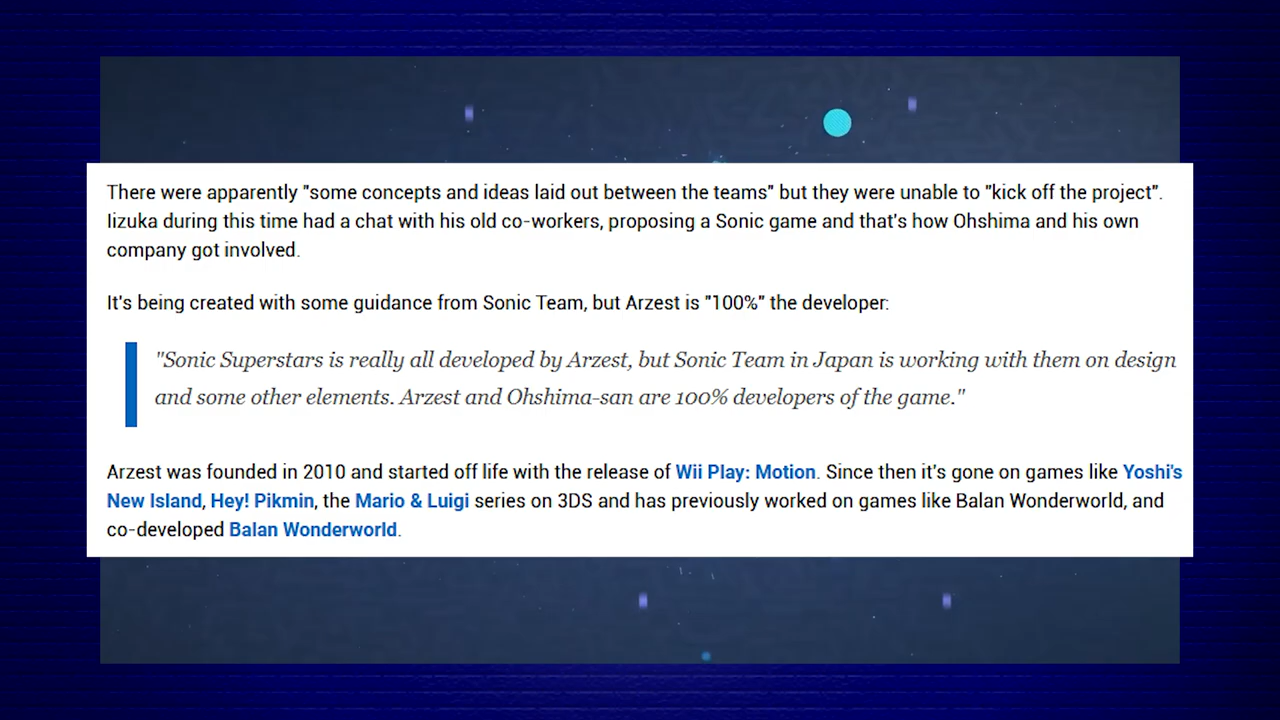 There were apparently "some concepts and ideas laid out between the teams" but they were unable to "kick off the project".
Iizuka during this time had a chat with his old co-workers, proposing a Sonic game and that's how Ohshima and his own
company got involved.
It's being created with some guidance from Sonic Team, but Arzest is "100%" the developer:
"Sonic Superstars is really all developed by Arzest, but Sonic Team in Japan is working with them on design
and some other elements. Arzest and Ohshima-san are 100% developers of the game."
Arzest was founded in 2010 and started off life with the release of Wii Play: Motion. Since then it's gone on games like Yoshi's
New Island, Hey! Pikmin, the Mario & Luigi series on 3DS and has previously worked on games like Balan Wonderworld, and
co-developed Balan Wonderworld.